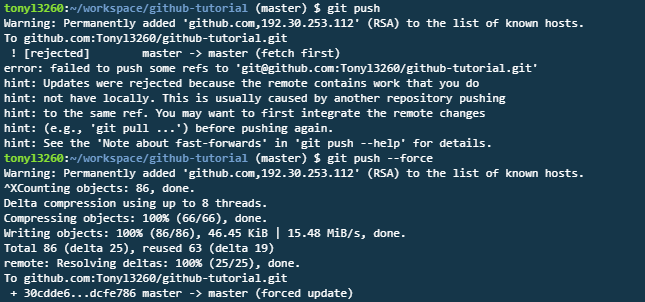 tonyl3260:~/workspace/github-tutorial (master) $ git push
Warning: Permanently added 'github.com,192.30.253.112' (RSA) to the list of known hosts.
To github.com:Tonyl3260/github-tutorial.git
 ! [rejected]        master -> master (fetch first)
error: failed to push some refs to 'git@github.com:Tonyl3260/github-tutorial.git'
hint: Updates were rejected because the remote contains work that you do
hint: not have locally. This is usually caused by another repository pushing
hint: to the same ref. You may want to first integrate the remote changes
hint: (e.g., 'git pull ...') before pushing again.
hint: See the 'Note about fast-forwards' in 'git push --help' for details.
tonyl3260:~/workspace/github-tutorial (master) $ git push --force
Warning: Permanently added 'github.com,192.30.253.112' (RSA) to the list of known hosts.
^XCounting objects: 86, done.
Delta compression using up to 8 threads.
Compressing objects: 100% (66/66), done.
Writing objects: 100% (86/86), 46.45 KiB | 15.48 MiB/s, done.
Total 86 (delta 25), reused 63 (delta 19)
remote: Resolving deltas: 100% (25/25), done.
To github.com:Tonyl3260/github-tutorial.git
 + 30cdde6...dcfe786 master -> master (forced update)